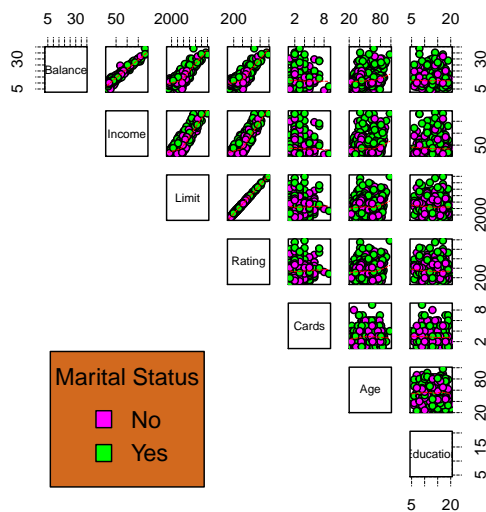 5 30 50 2000 200 2 8 20 80 5 20
Balance 5 30
Income 50
Limit 2000
Rating 200
Cards 2 8
Marital Status
No
Yes
Age 20 80
Education 5 15
5 20